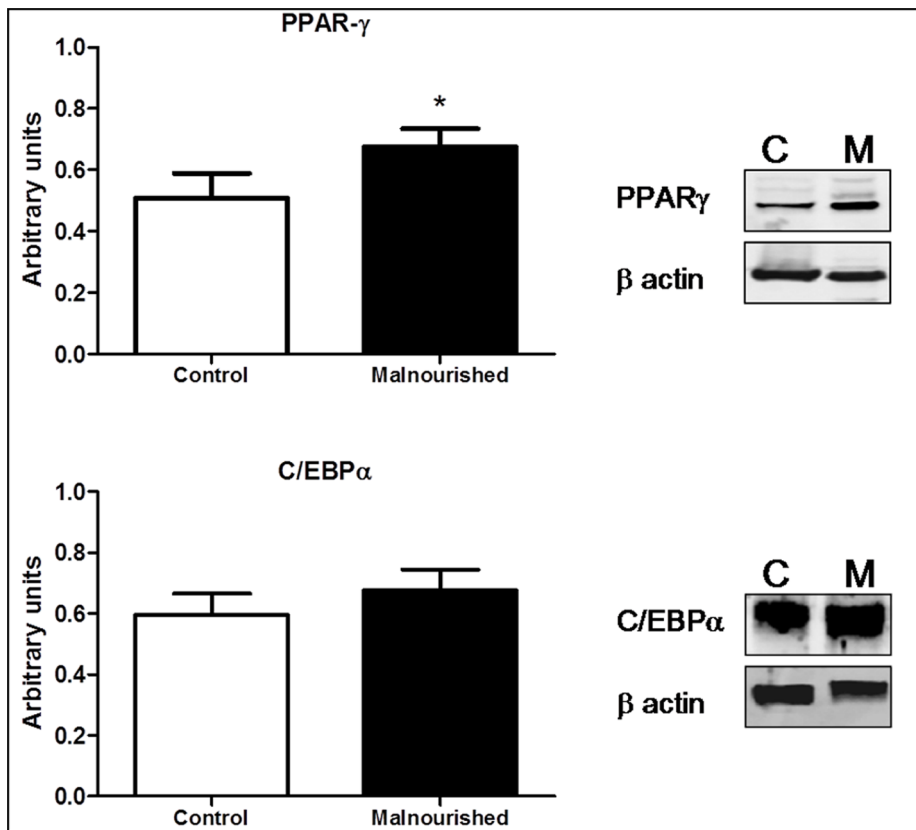 PPAR-γ
Arbitrary units
1.0
0.8
0.6
0.4
0.2
0.0
*
Control Malnourished
C M
PPARγ
β actin
C/EBPα
Arbitrary units
1.0
0.8
0.6
0.4
0.2
0.0
Control Malnourished
C M
C/EBPα
β actin